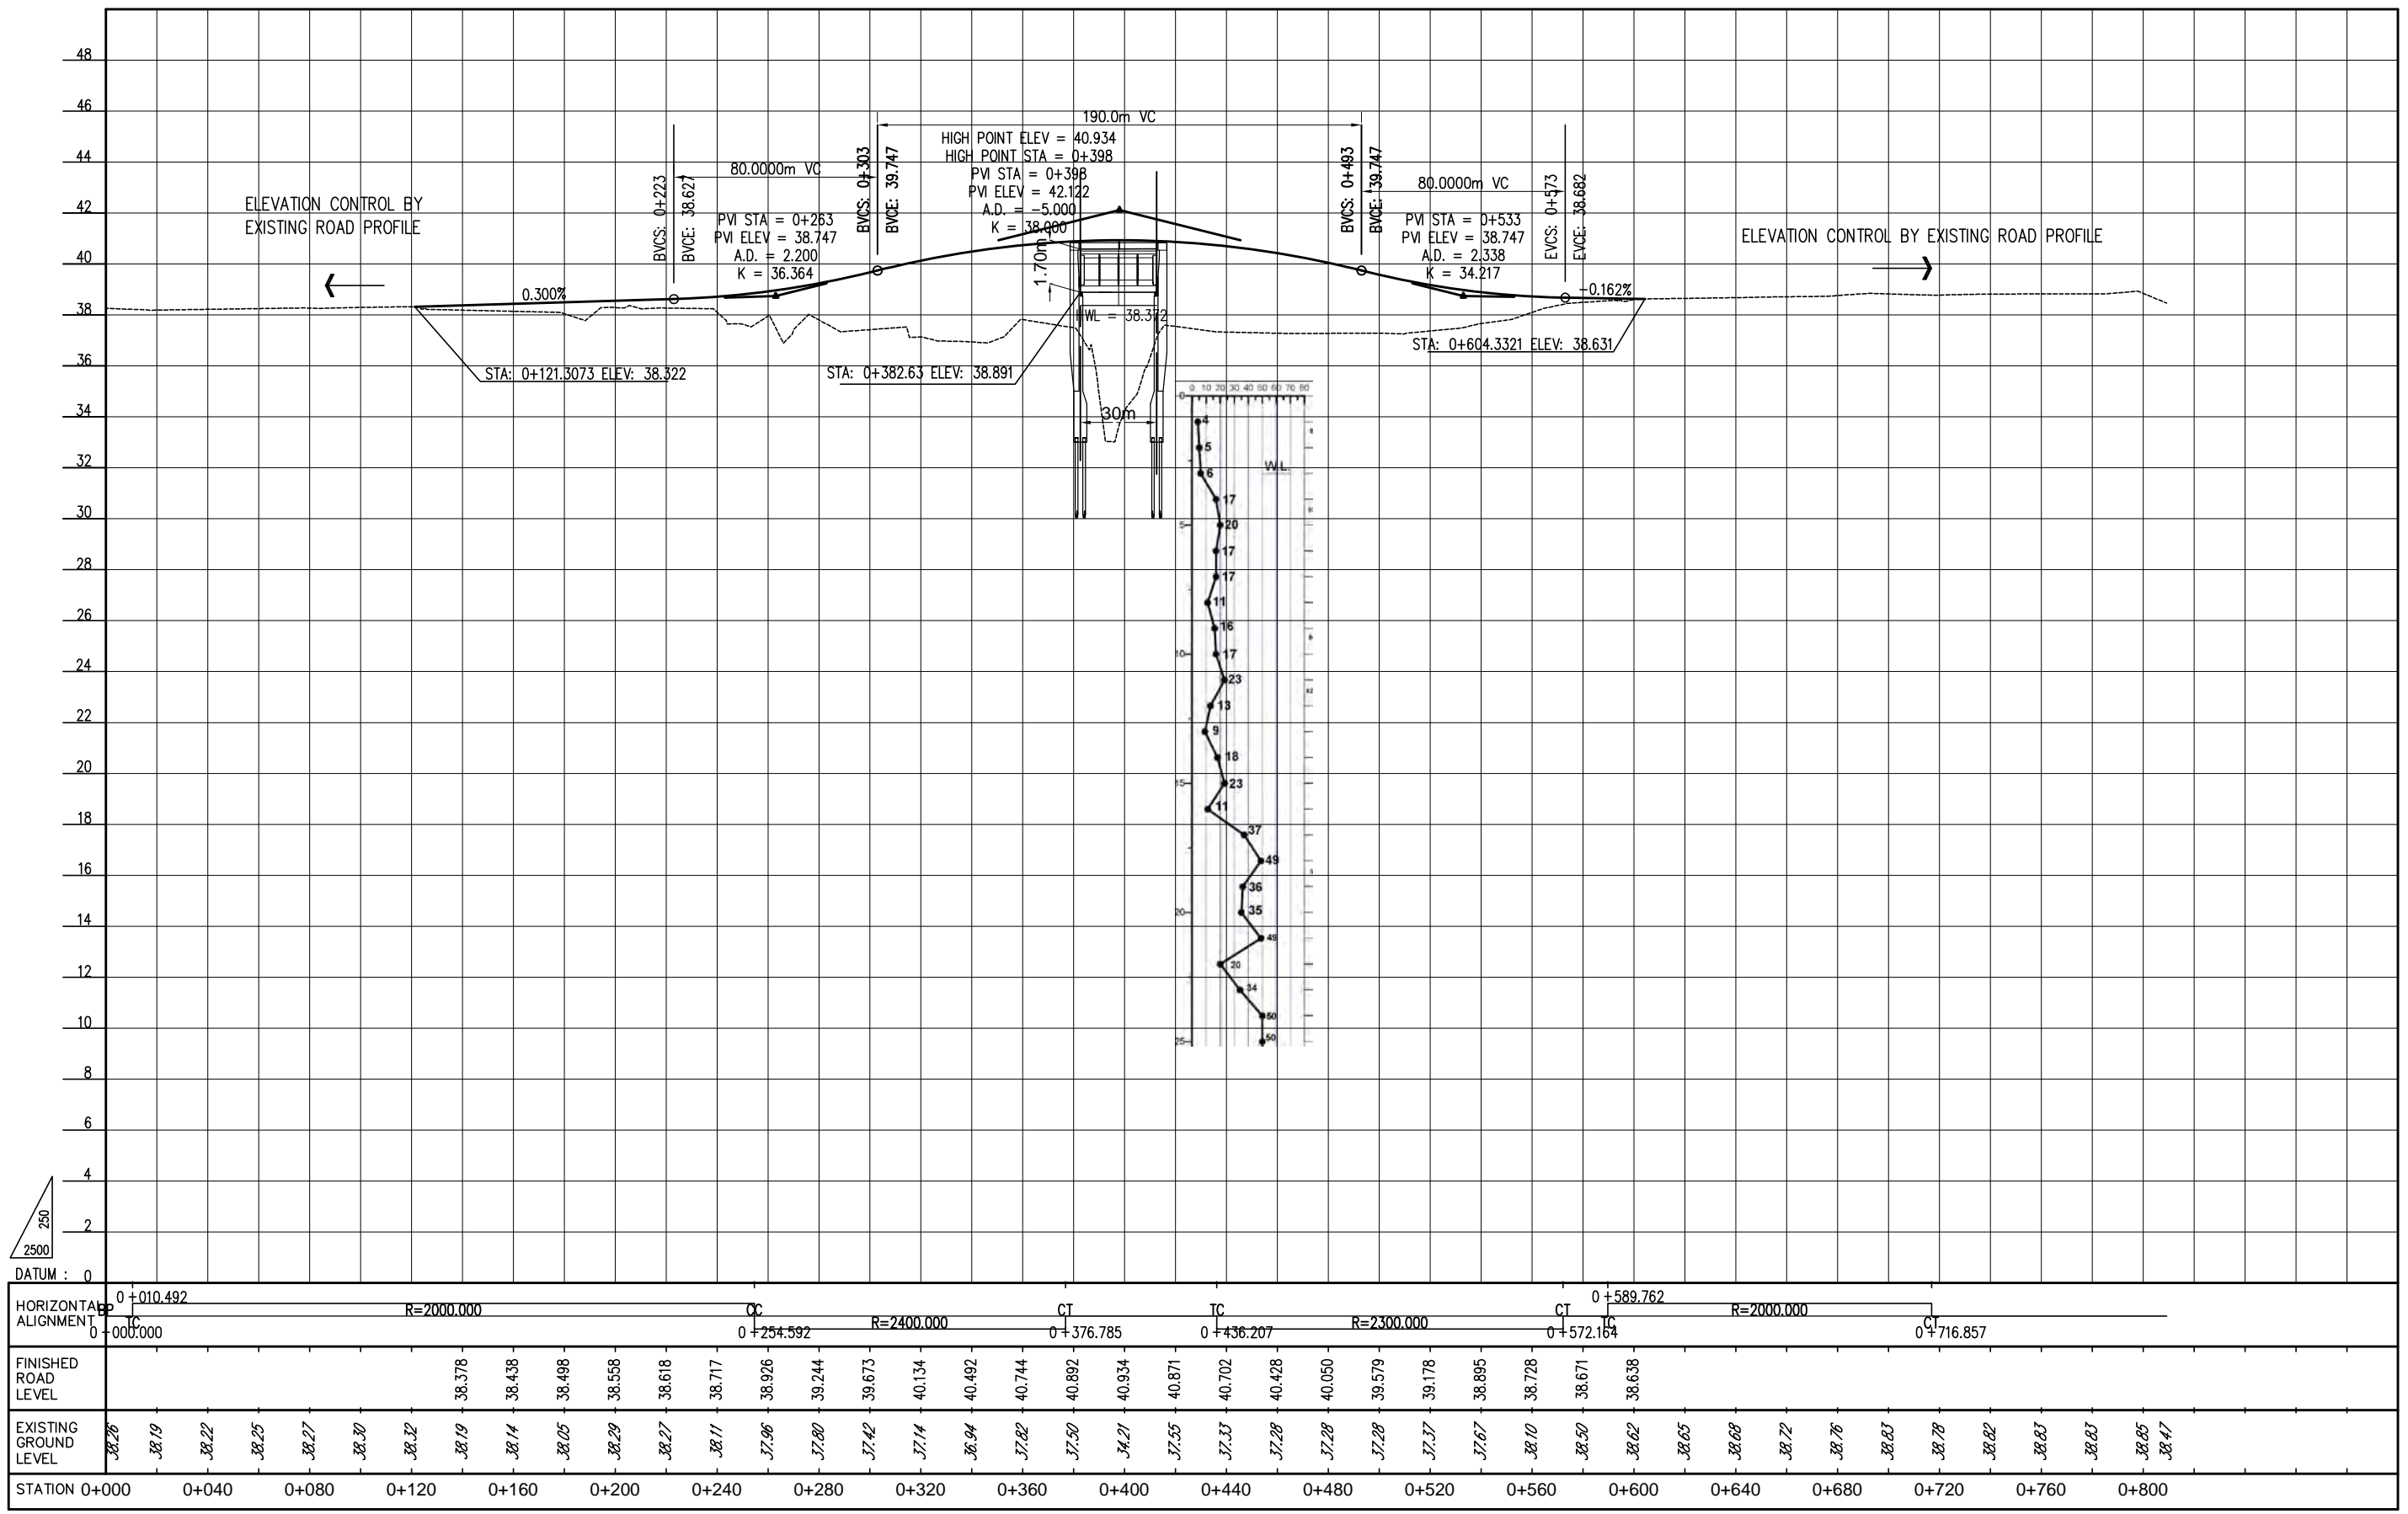 48
46
44
42
40
38
36
34
32
30
28
26
24
22
20
18
16
14
12
10
8
6
4
2
DATUM : 0
250
2500
ELEVATION CONTROL BY
EXISTING ROAD PROFILE
0.300%
STA: 0+121.3073 ELEV: 38.322
BVCS: 0+223
BVCE: 38.627
80.0000m VC
PVI STA = 0+263
PVI ELEV = 38.747
A.D. = 2.200
K = 36.364
BVCS: 0+303
BVCE: 39.747
190.0m VC
HIGH POINT ELEV = 40.934
HIGH POINT STA = 0+398
PVI STA = 0+398
PVI ELEV = 42.122
A.D. = -5.000
K = 38.000
1.70m
HWL = 38.372
STA: 0+382.63 ELEV: 38.891
30m
BVCS: 0+493
BVCE: 39.747
80.0000m VC
PVI STA = 0+533
PVI ELEV = 38.747
A.D. = 2.338
K = 34.217
EVCS: 0+573
EVCE: 38.682
-0.162%
STA: 0+604.3321 ELEV: 38.631
ELEVATION CONTROL BY EXISTING ROAD PROFILE
0 10 20 30 40 50 60 70 80
0
4
5
W.L.
6
17
5 20
17
17
11
16
10 17
23
13
9
18
15 23
11
37
49
36
20 35
49
20
34
50
25 50
HORIZONTAL
ALIGNMENT
BP
0+000.000
0+010.492
TC
R=2000.000
CC
0+254.592
R=2400.000
CT
0+376.785
TC
0+436.207
R=2300.000
CT
0+572.164
0+589.762
TC
R=2000.000
CT
0+716.857
FINISHED
ROAD
LEVEL
38.378 38.438 38.498 38.558 38.618 38.717 38.926 39.244 39.673 40.134 40.492 40.744 40.892 40.934 40.871 40.702 40.428 40.050 39.579 39.178 38.895 38.728 38.671 38.638
EXISTING
GROUND
LEVEL
38.26 38.19 38.22 38.25 38.27 38.30 38.32 38.19 38.14 38.05 38.29 38.27 38.11 37.96 37.80 37.42 37.14 36.94 37.82 37.50 34.21 37.55 37.33 37.28 37.28 37.28 37.37 37.67 38.10 38.50 38.62 38.65 38.68 38.72 38.76 38.83 38.78 38.82 38.83 38.83 38.85 38.47
STATION 0+000 0+040 0+080 0+120 0+160 0+200 0+240 0+280 0+320 0+360 0+400 0+440 0+480 0+520 0+560 0+600 0+640 0+680 0+720 0+760 0+800